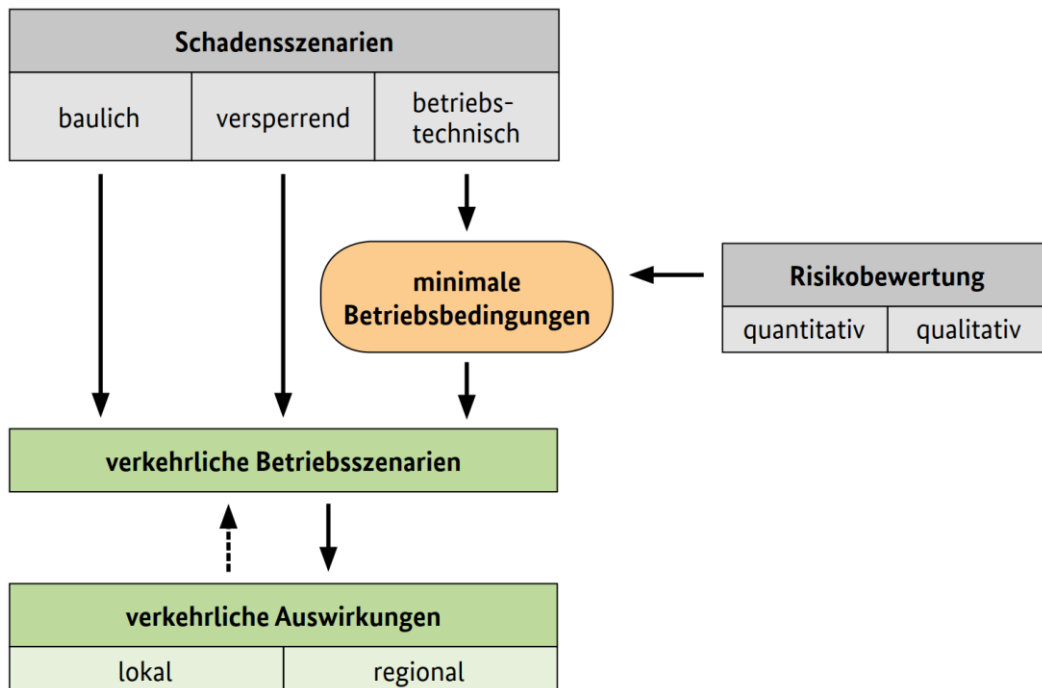 Schadensszenarien
baulich
versperrend
betriebs-
technisch
minimale
Betriebsbedingungen
Risikobewertung
quantitativ
qualitativ
verkehrliche Betriebsszenarien
verkehrliche Auswirkungen
lokal
regional